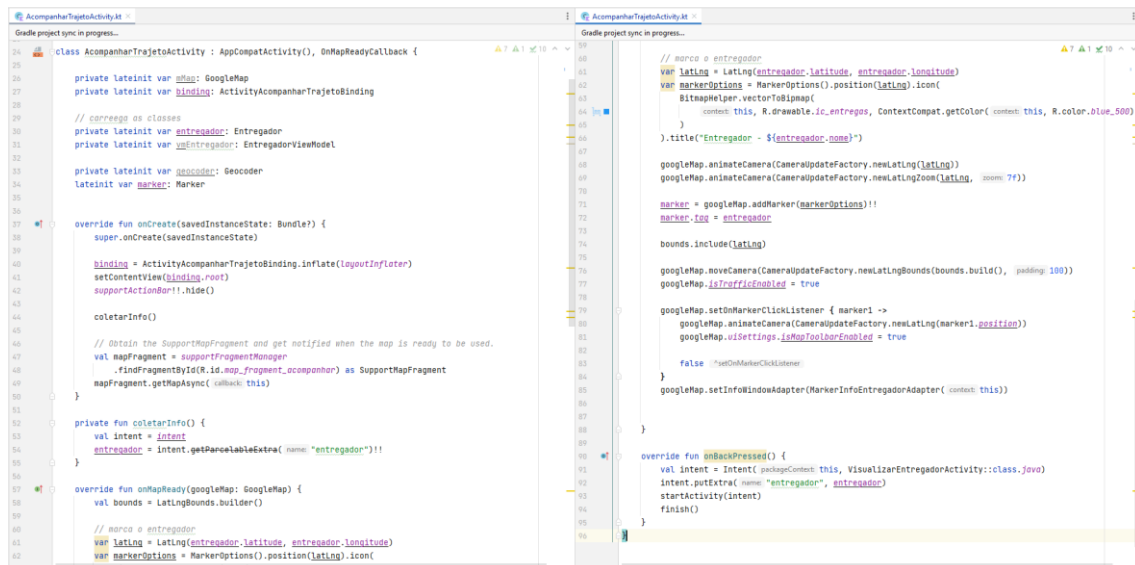 AcompanharTrajetoActivity.kt ×
Gradle project sync in progress...
7 1 10
24 class AcompanharTrajetoActivity : AppCompatActivity(), OnMapReadyCallback {
25
26 private lateinit var mMap: GoogleMap
27 private lateinit var binding: ActivityAcompanharTrajetoBinding
28
29 // carreega as classes
30 private lateinit var entregador: Entregador
31 private lateinit var vmEntregador: EntregadorViewModel
32
33 private lateinit var geocoder: Geocoder
34 lateinit var marker: Marker
35
36
37 override fun onCreate(savedInstanceState: Bundle?) {
38 super.onCreate(savedInstanceState)
39
40 binding = ActivityAcompanharTrajetoBinding.inflate(layoutInflater)
41 setContentView(binding.root)
42 supportActionBar!!.hide()
43
44 coletarInfo()
45
46 // Obtain the SupportMapFragment and get notified when the map is ready to be used.
47 val mapFragment = supportFragmentManager
48 .findFragmentById(R.id.map_fragment_acompanhar) as SupportMapFragment
49 mapFragment.getMapAsync( callback: this)
50 }
51
52 private fun coletarInfo() {
53 val intent = intent
54 entregador = intent.getParcelableExtra( name: "entregador")!!
55 }
56
57 override fun onMapReady(googleMap: GoogleMap) {
58 val bounds = LatLngBounds.builder()
59
60 // marca o entregador
61 var latLng = LatLng(entregador.latitude, entregador.longitude)
62 var markerOptions = MarkerOptions().position(latLng).icon(
AcompanharTrajetoActivity.kt ×
Gradle project sync in progress...
7 1 10
59
60 // marca o entregador
61 var latLng = LatLng(entregador.latitude, entregador.longitude)
62 var markerOptions = MarkerOptions().position(latLng).icon(
63 BitmapHelper.vectorToBipmap(
64 context: this, R.drawable.ic_entregas, ContextCompat.getColor( context: this, R.color.blue_500)
65 )
66 ).title("Entregador - ${entregador.nome}")
67
68 googleMap.animateCamera(CameraUpdateFactory.newLatLng(latLng))
69 googleMap.animateCamera(CameraUpdateFactory.newLatLngZoom(latLng, zoom: 7f))
70
71 marker = googleMap.addMarker(markerOptions)!!
72 marker.tag = entregador
73
74 bounds.include(latLng)
75
76 googleMap.moveCamera(CameraUpdateFactory.newLatLngBounds(bounds.build(), padding: 100))
77 googleMap.isTrafficEnabled = true
78
79 googleMap.setOnMarkerClickListener { marker1 ->
80 googleMap.animateCamera(CameraUpdateFactory.newLatLng(marker1.position))
81 googleMap.uiSettings.isMapToolbarEnabled = true
82
83 false ^setOnMarkerClickListener
84 }
85 googleMap.setInfoWindowAdapter(MarkerInfoEntregadorAdapter( context: this))
86
87
88 }
89
90 override fun onBackPressed() {
91 val intent = Intent( packageContext: this, VisualizarEntregadorActivity::class.java)
92 intent.putExtra( name: "entregador", entregador)
93 startActivity(intent)
94 finish()
95 }
96 }